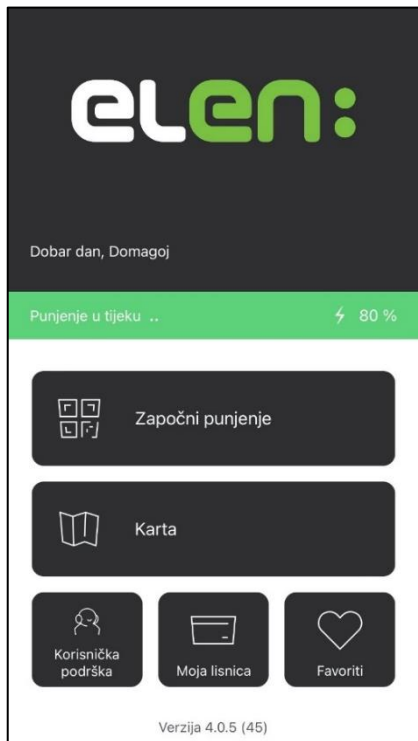 elen:
Dobar dan, Domagoj
Punjenje u tijeku .. 80 %
Započni punjenje
Karta
Korisnička
podrška
Moja lisnica
Favoriti
Verzija 4.0.5 (45)